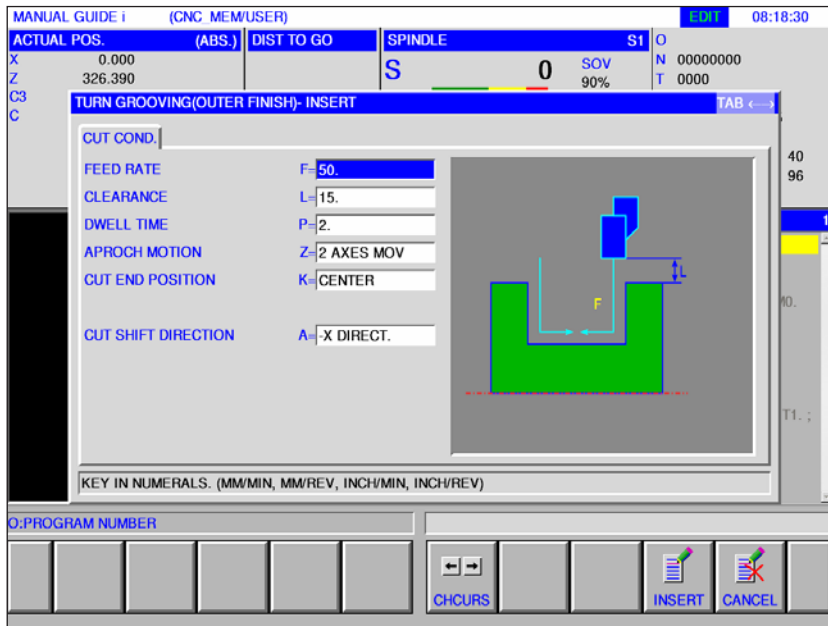 MANUAL GUIDE i (CNC_MEM/USER) EDIT 08:18:30
ACTUAL POS. (ABS.) DIST TO GO SPINDLE S1 O
X 0.000 S 0 SOV N 00000000
Z 326.390 90% T 0000
C3
C
TURN GROOVING(OUTER FINISH)- INSERT TAB ←→
CUT COND.
40
96
FEED RATE F= 50.
CLEARANCE L= 15.
DWELL TIME P= 2.
APROCH MOTION Z= 2 AXES MOV
CUT END POSITION K= CENTER
CUT SHIFT DIRECTION A= -X DIRECT.
L
F
1
M0.
T1. ;
KEY IN NUMERALS. (MM/MIN, MM/REV, INCH/MIN, INCH/REV)
O:PROGRAM NUMBER
CHCURS INSERT CANCEL